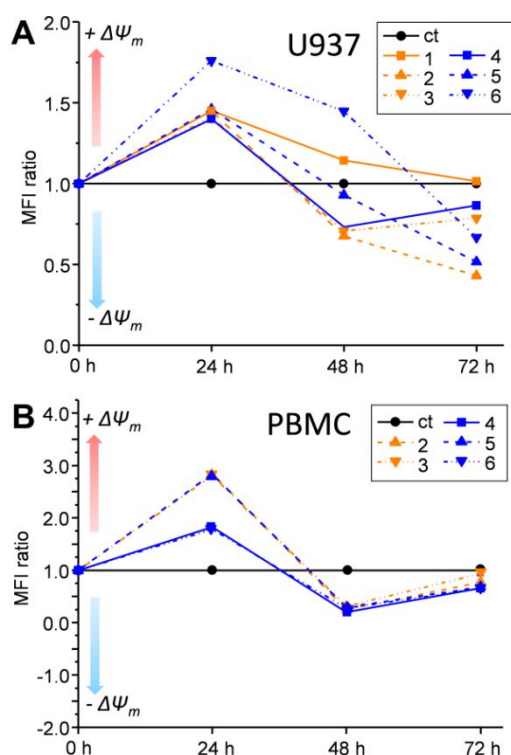 A
U937
+ ΔΨm
- ΔΨm
MFI ratio
2.0
1.5
1.0
0.5
0.0
0 h 24 h 48 h 72 h
ct
1 4
2 5
3 6
B
PBMC
+ ΔΨm
- ΔΨm
MFI ratio
4.0
3.0
2.0
1.0
0.0
-1.0
-2.0
0 h 24 h 48 h 72 h
ct 4
2 5
3 6